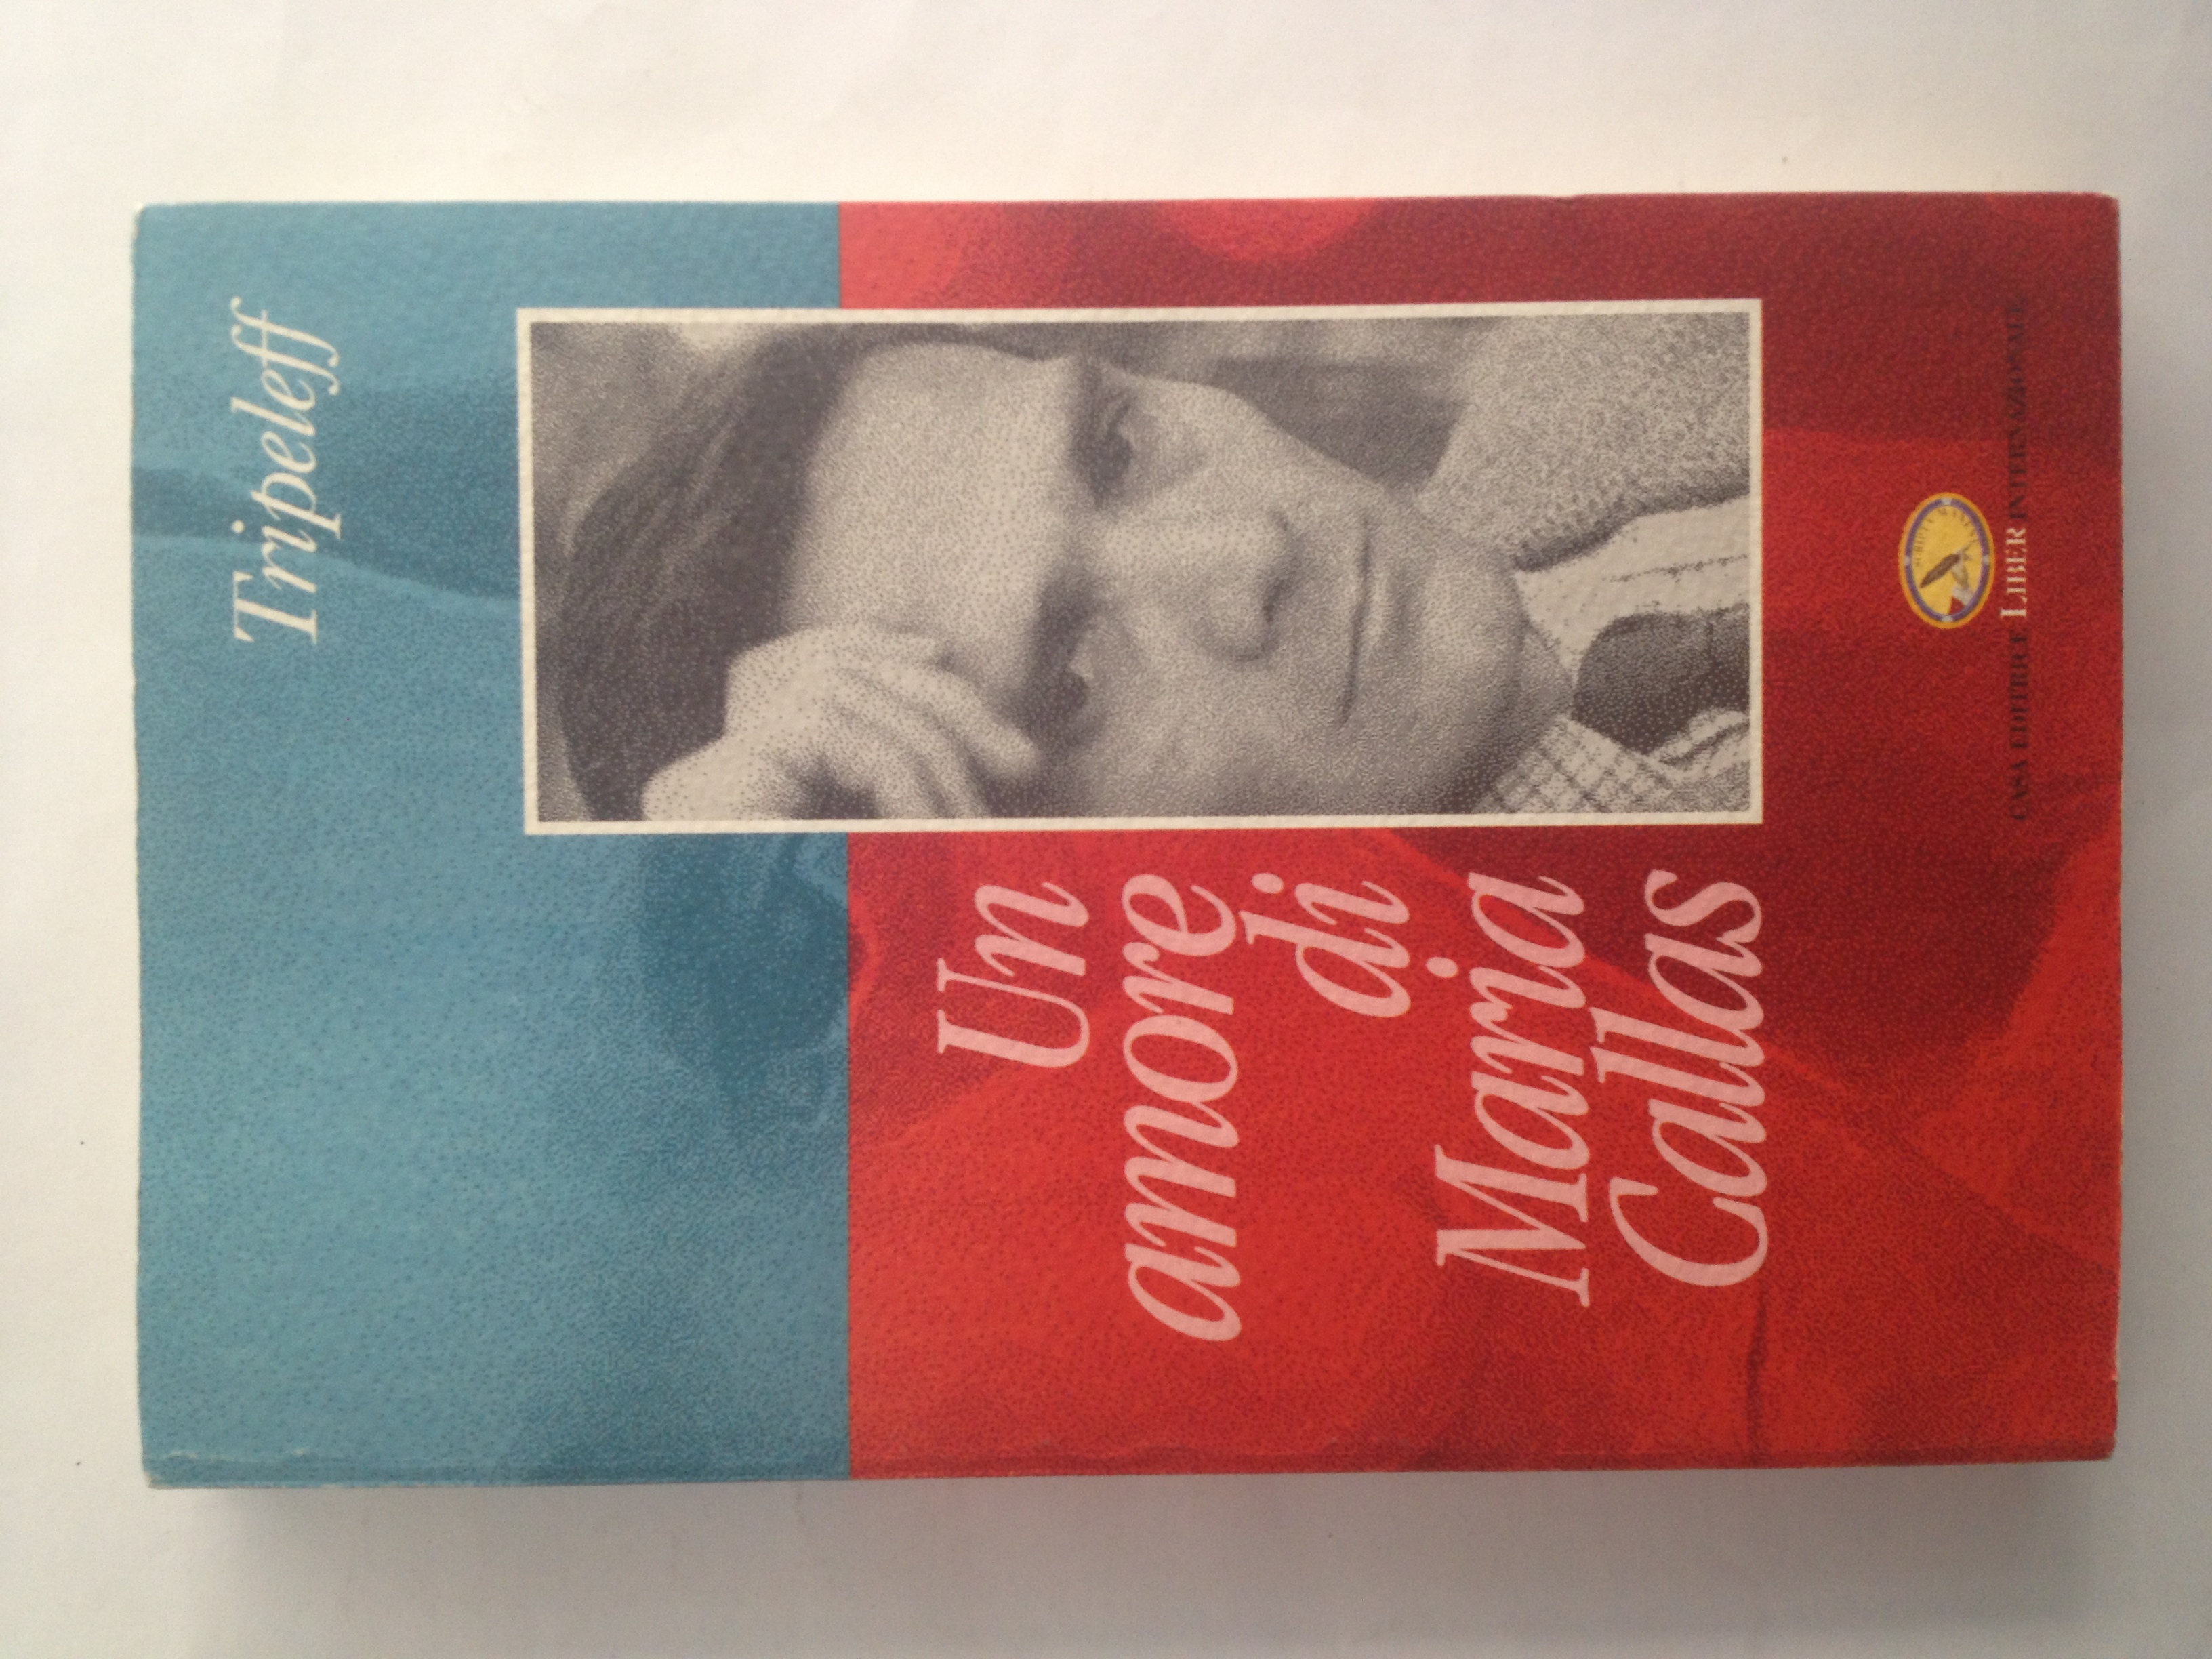 Tripeleff
Un
amore
di
Maria
Callas
CASA EDITRICE LIBER INTERNAZIONALE